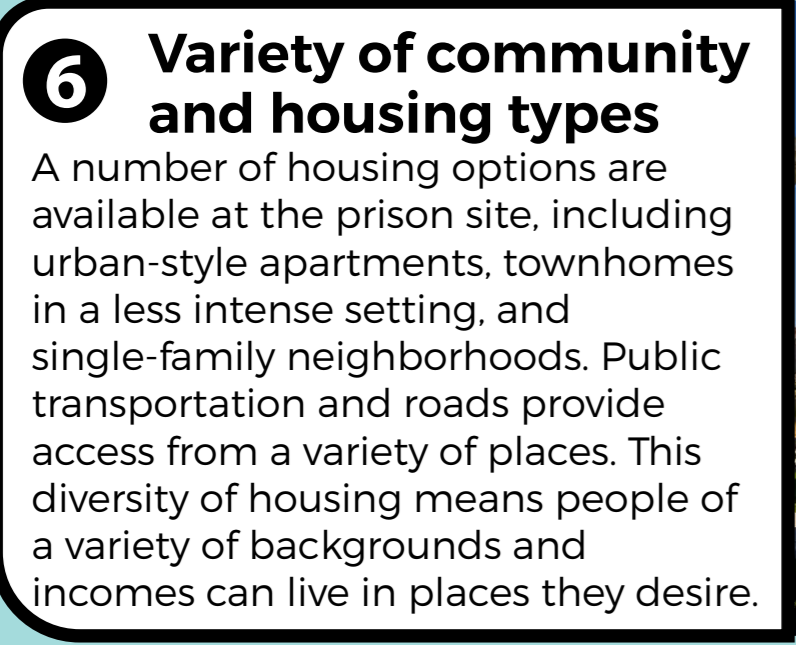 6 Variety of community
and housing types
A number of housing options are
available at the prison site, including
urban-style apartments, townhomes
in a less intense setting, and
single-family neighborhoods. Public
transportation and roads provide
access from a variety of places. This
diversity of housing means people of
a variety of backgrounds and
incomes can live in places they desire.